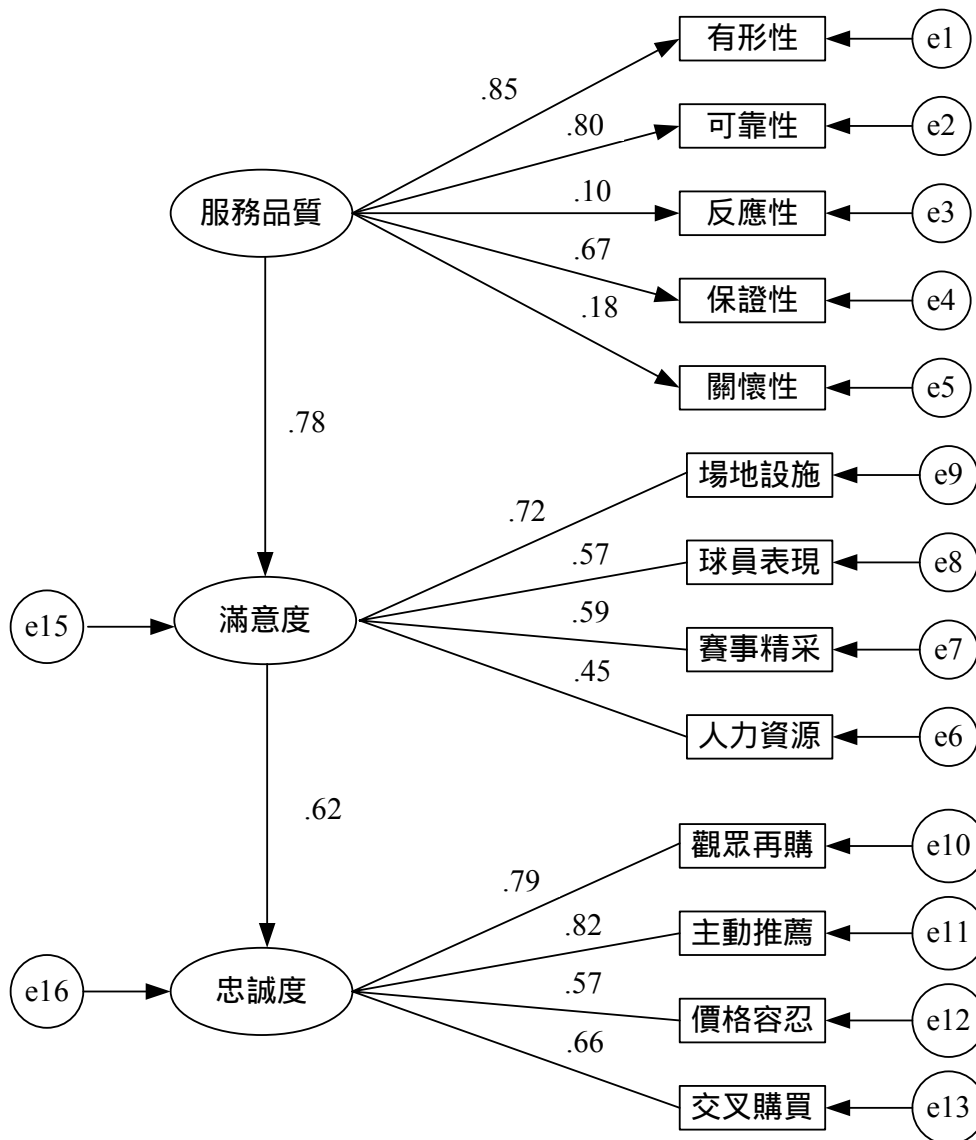 有形性
e1
.85
可靠性
e2
.80
服務品質
反應性
e3
.10
保證性
e4
.67
關懷性
e5
.18
.78
場地設施
e9
.72
球員表現
e8
.57
e15
滿意度
賽事精采
e7
.59
人力資源
e6
.45
.62
觀眾再購
e10
.79
主動推薦
e11
.82
e16
忠誠度
價格容忍
e12
.57
交叉購買
e13
.66